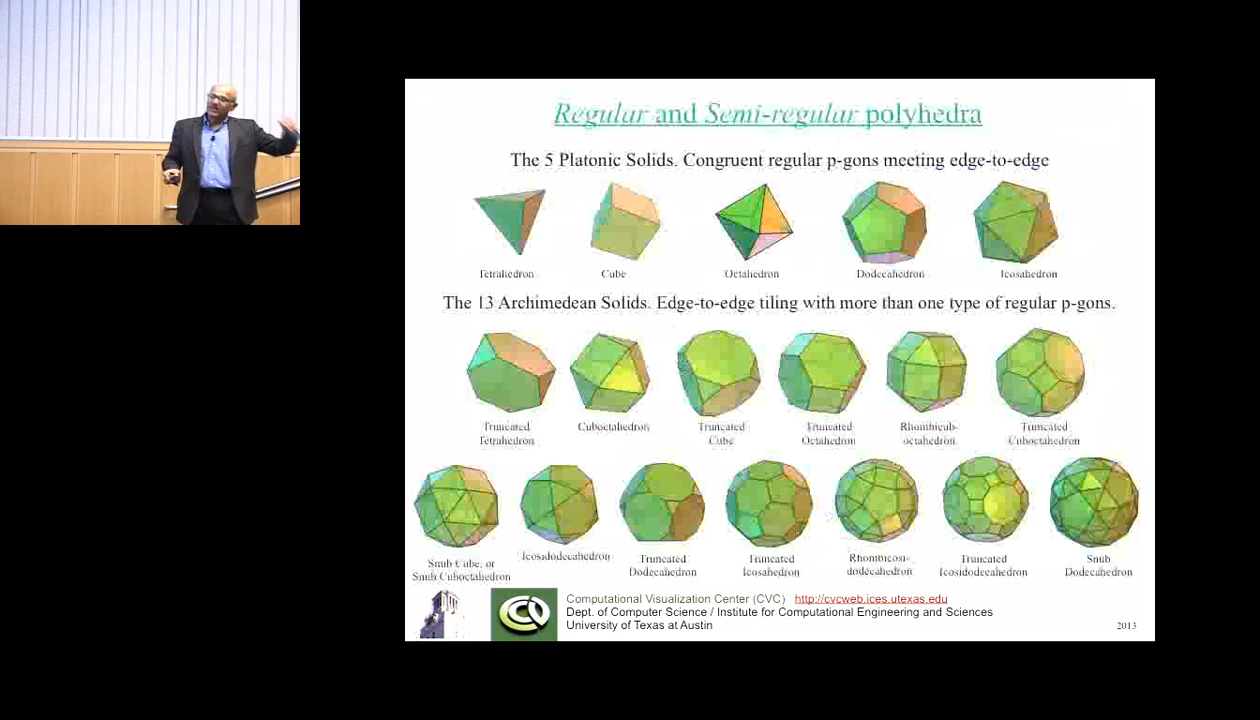 Regular and Semi-regular polyhedra
The 5 Platonic Solids. Congruent regular p-gons meeting edge-to-edge
Tetrahedron Cube Octahedron Dodecahedron Icosahedron
The 13 Archimedean Solids. Edge-to-edge tiling with more than one type of regular p-gons.
Truncated
Tetrahedron
Cuboctahedron
Truncated
Cube
Truncated
Octahedron
Rhombicub-
octahedron
Truncated
Cuboctahedron
Snub Cube, or
Snub Cuboctahedron
Icosidodecahedron
Truncated
Dodecahedron
Truncated
Icosahedron
Rhombicosi-
dodecahedron
Truncated
Icosidodecahedron
Snub
Dodecahedron
Computational Visualization Center (CVC) http://cvcweb.ices.utexas.edu
Dept. of Computer Science / Institute for Computational Engineering and Sciences
University of Texas at Austin
2013